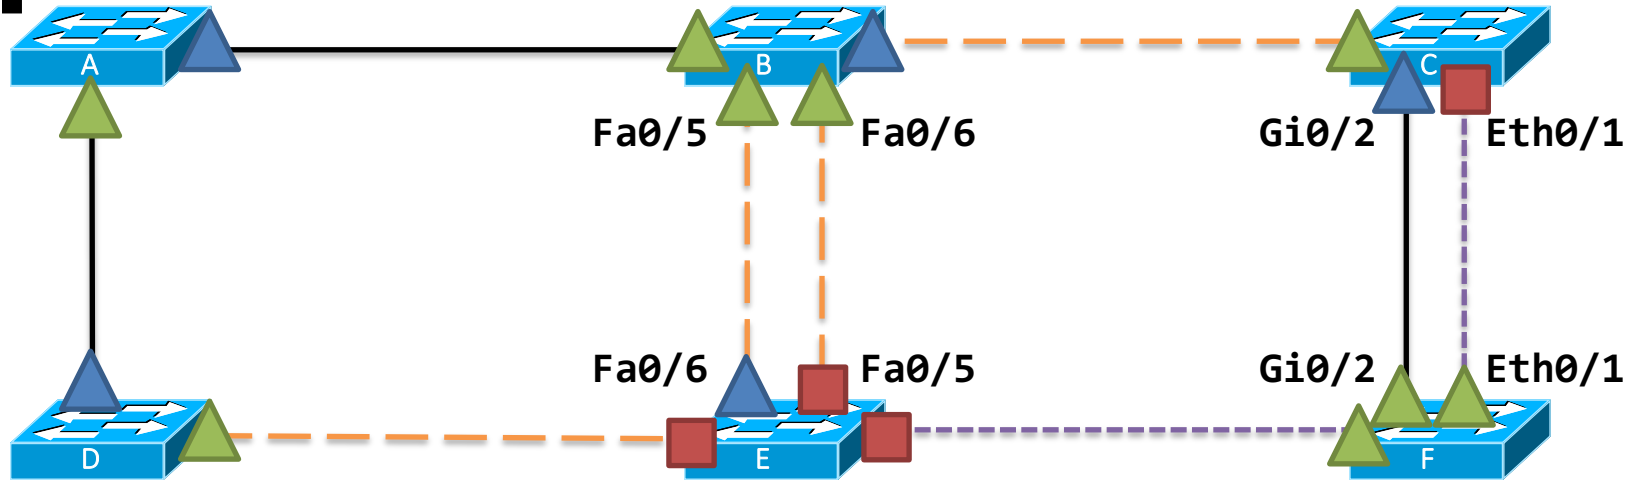 A
B
C
Fa0/5
Fa0/6
Gi0/2
Eth0/1
Fa0/6
Fa0/5
Gi0/2
Eth0/1
D
E
F